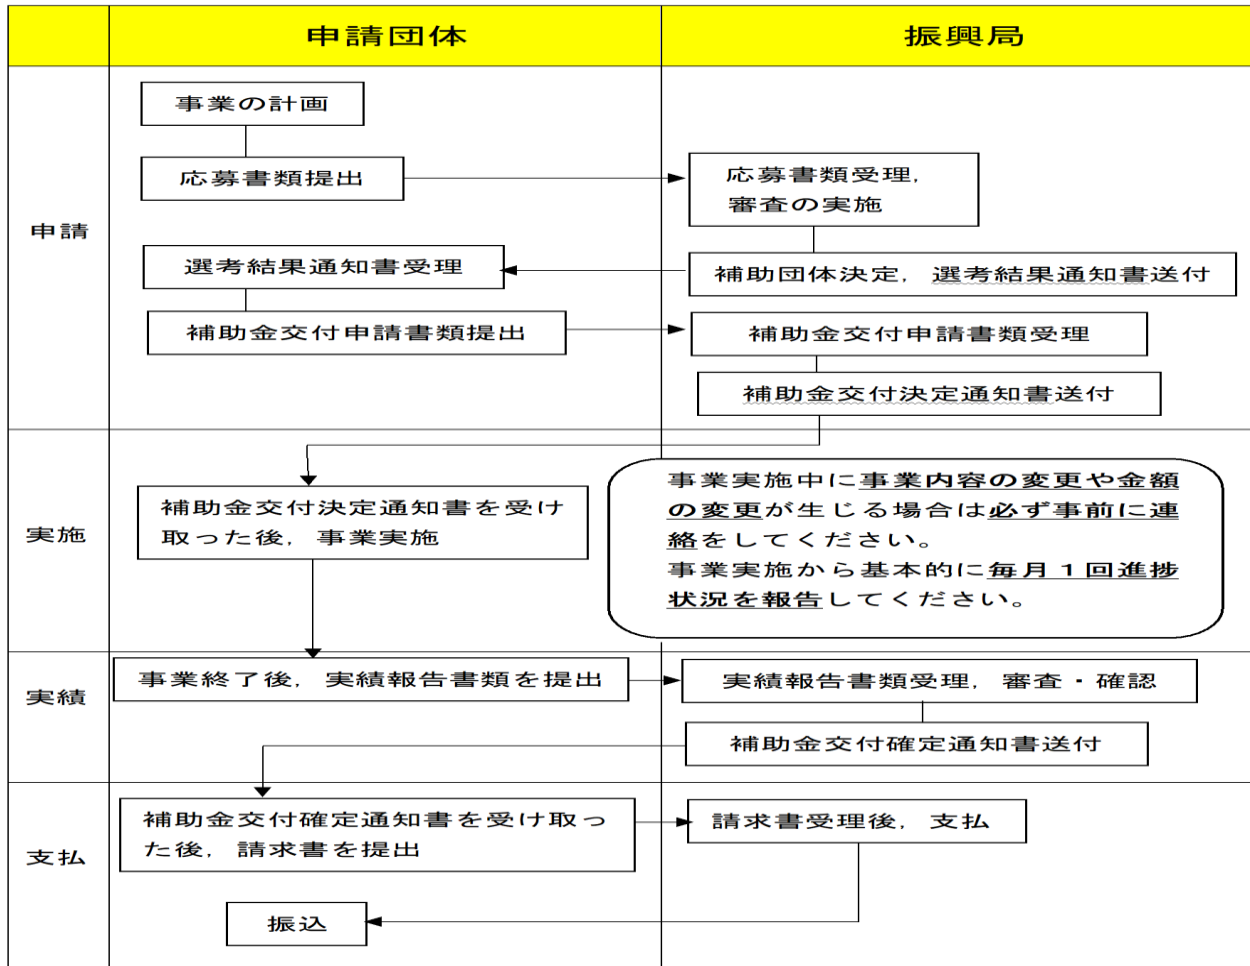 申請団体
振興局
申請
事業の計画
応募書類提出
応募書類受理，
審査の実施
選考結果通知書受理
補助団体決定，選考結果通知書送付
補助金交付申請書類提出
補助金交付申請書類受理
補助金交付決定通知書送付
実施
補助金交付決定通知書を受け
取った後，事業実施
事業実施中に事業内容の変更や金額
の変更が生じる場合は必ず事前に連
絡をしてください。
事業実施から基本的に毎月１回進捗
状況を報告してください。
実績
事業終了後，実績報告書類を提出
実績報告書類受理，審査・確認
補助金交付確定通知書送付
支払
補助金交付確定通知書を受け取っ
た後，請求書を提出
請求書受理後，支払
振込